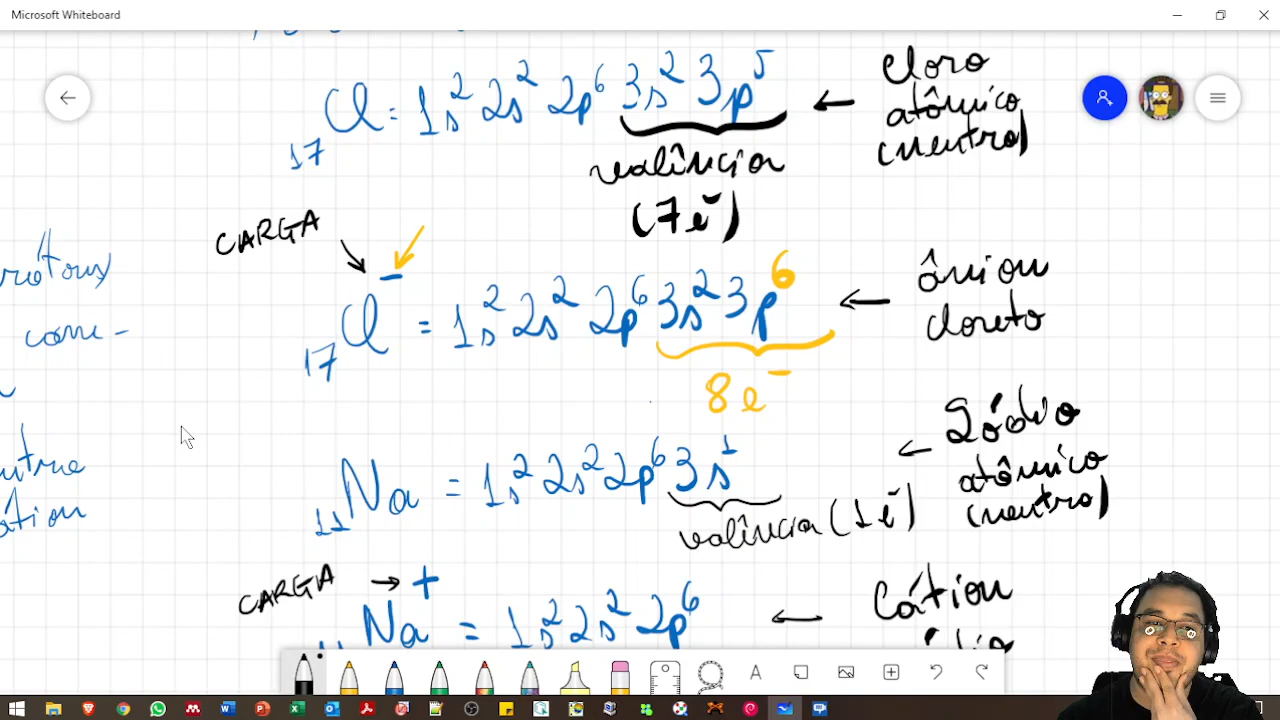 Microsoft Whiteboard
17Cl = 1s² 2s² 2p⁶ 3s² 3p⁵ ← Cloro
atômico
(neutro)
valência
(7e⁻)
CARGA
17Cl⁻ = 1s² 2s² 2p⁶ 3s² 3p⁶ ← ânion
cloreto
8e⁻
com-
11Na = 1s² 2s² 2p⁶ 3s¹ ← Sódio
atômico
(neutro)
valência (1e⁻)
CARGA → +
Na = 1s² 2s² 2p⁶ ← Cátion
A